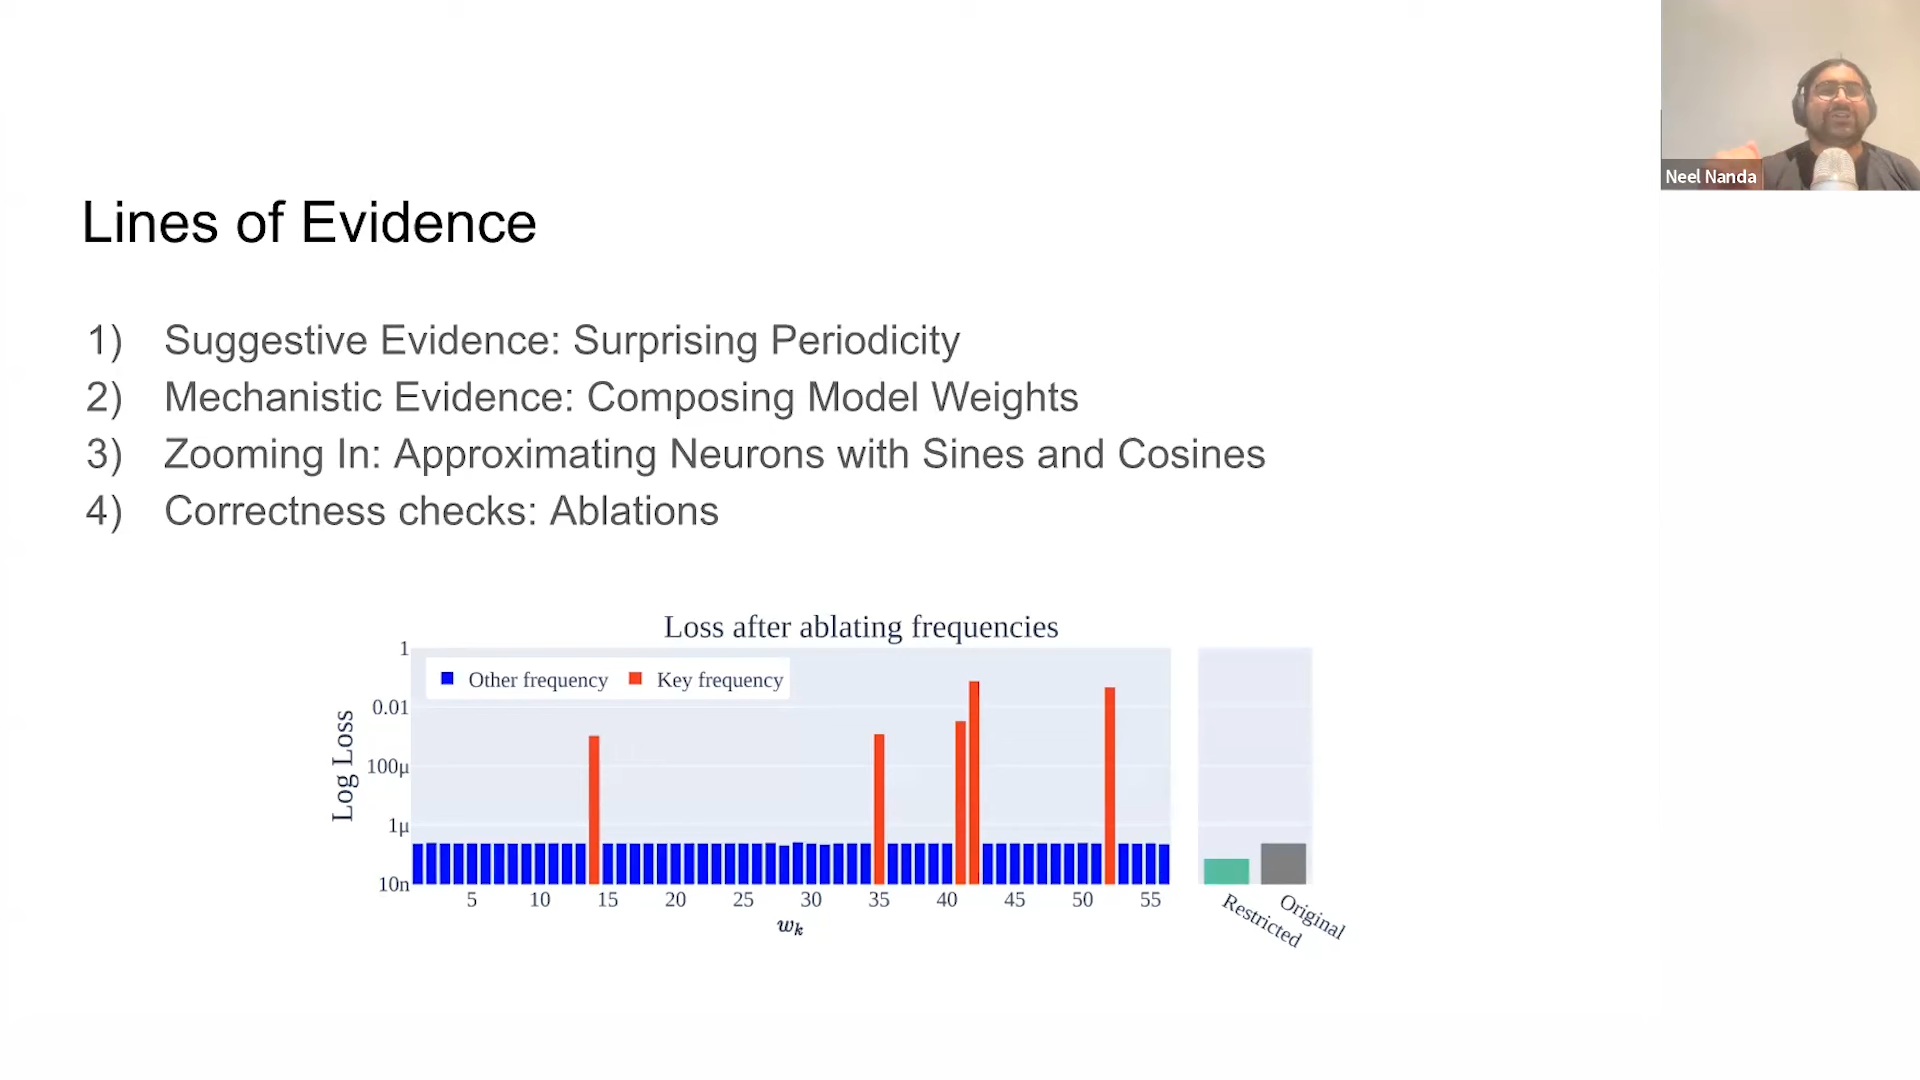 Neel Nanda
Lines of Evidence
1) Suggestive Evidence: Surprising Periodicity
2) Mechanistic Evidence: Composing Model Weights
3) Zooming In: Approximating Neurons with Sines and Cosines
4) Correctness checks: Ablations
Loss after ablating frequencies
Other frequency Key frequency
Log Loss
1
0.01
100μ
1μ
10n
5 10 15 20 25 30 35 40 45 50 55
wₖ
Restricted
Original